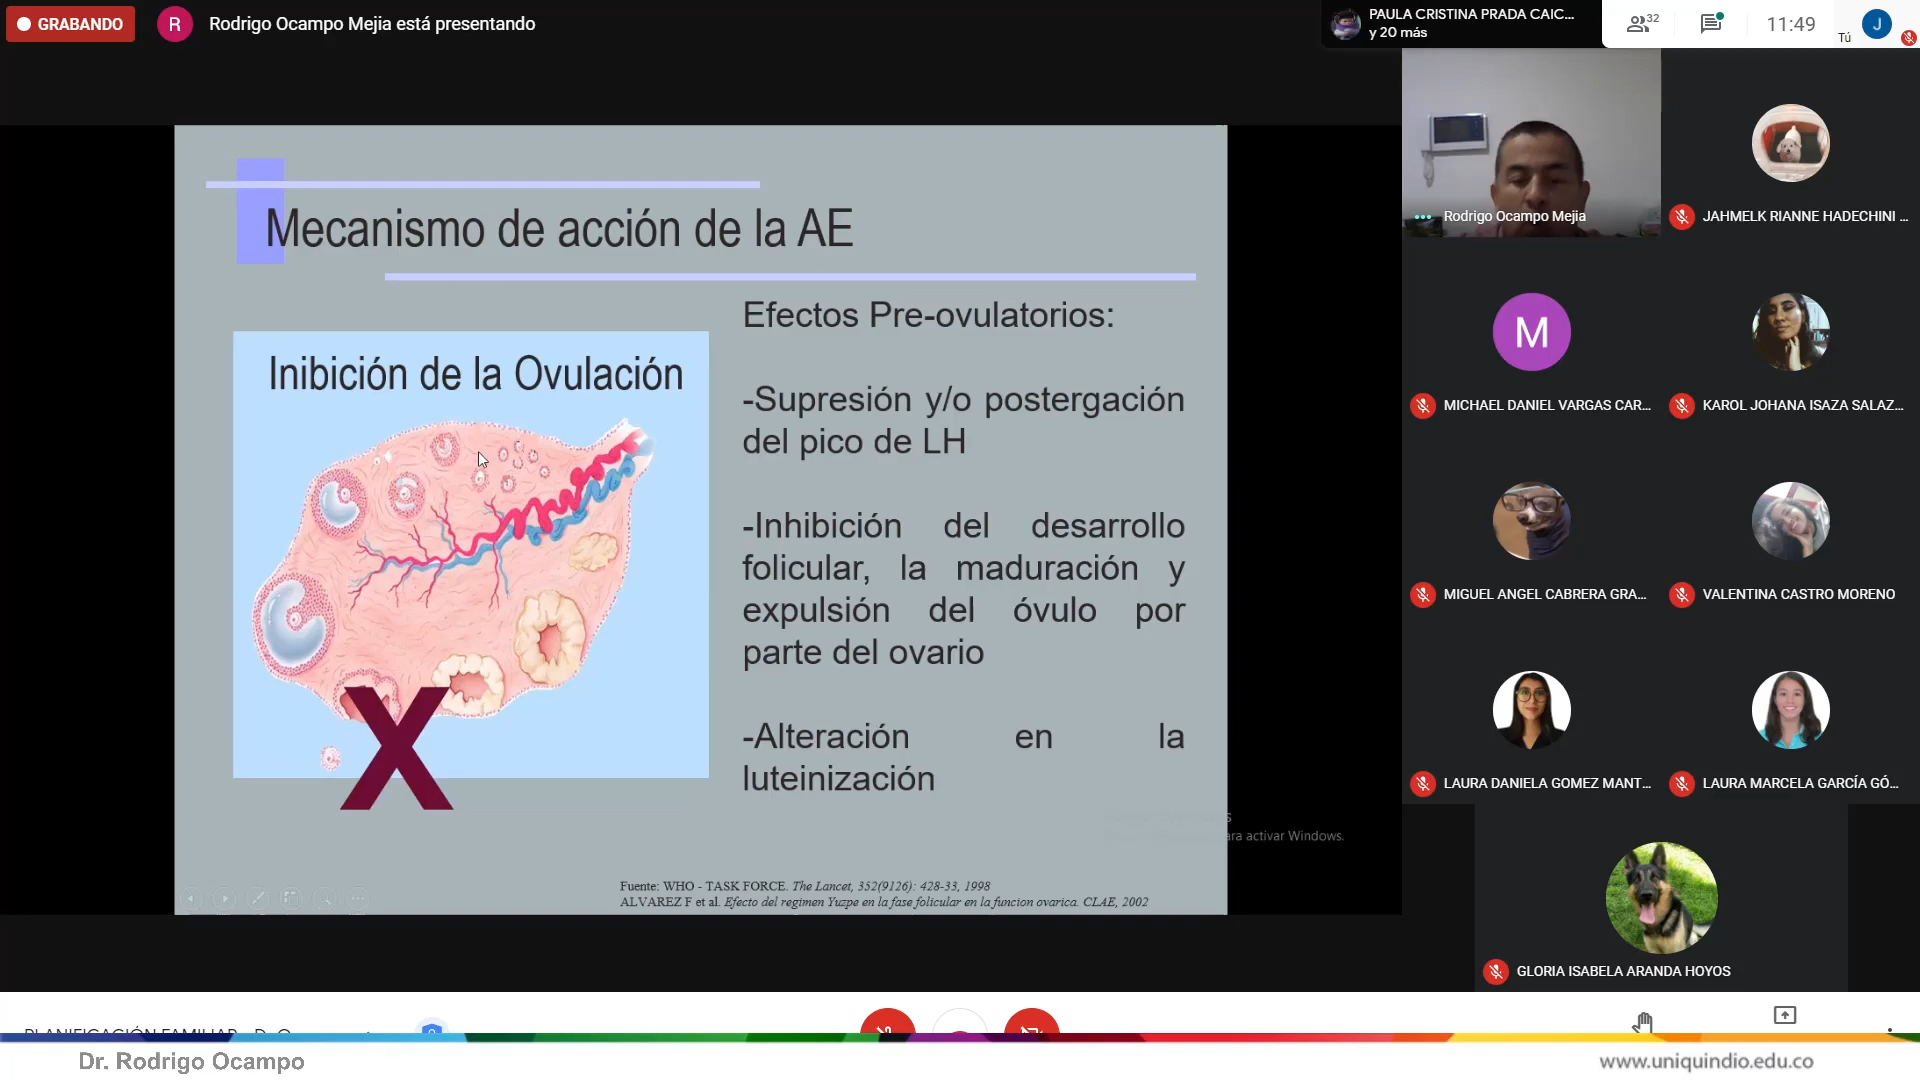 GRABANDO
R
Rodrigo Ocampo Mejia está presentando
PAULA CRISTINA PRADA CAIC...
y 20 más
32
11:49
Tú
J
Mecanismo de acción de la AE
Inibición de la Ovulación
X
Efectos Pre-ovulatorios:
-Supresión y/o postergación
del pico de LH
-Inhibición del desarrollo
folicular, la maduración y
expulsión del óvulo por
parte del ovario
-Alteración en la
luteinización
ara activar Windows.
Fuente: WHO - TASK FORCE. The Lancet, 352(9126): 428-33, 1998
ALVAREZ F et al. Efecto del regimen Yuzpe en la fase folicular en la funcion ovarica. CLAE, 2002
Rodrigo Ocampo Mejia
JAHMELK RIANNE HADECHINI ...
M
MICHAEL DANIEL VARGAS CAR...
KAROL JOHANA ISAZA SALAZ...
MIGUEL ANGEL CABRERA GRA...
VALENTINA CASTRO MORENO
LAURA DANIELA GOMEZ MANT...
LAURA MARCELA GARCÍA GÓ...
GLORIA ISABELA ARANDA HOYOS
PLANIFICACIÓN FAMILIAR
Dr. Rodrigo Ocampo
www.uniquindio.edu.co